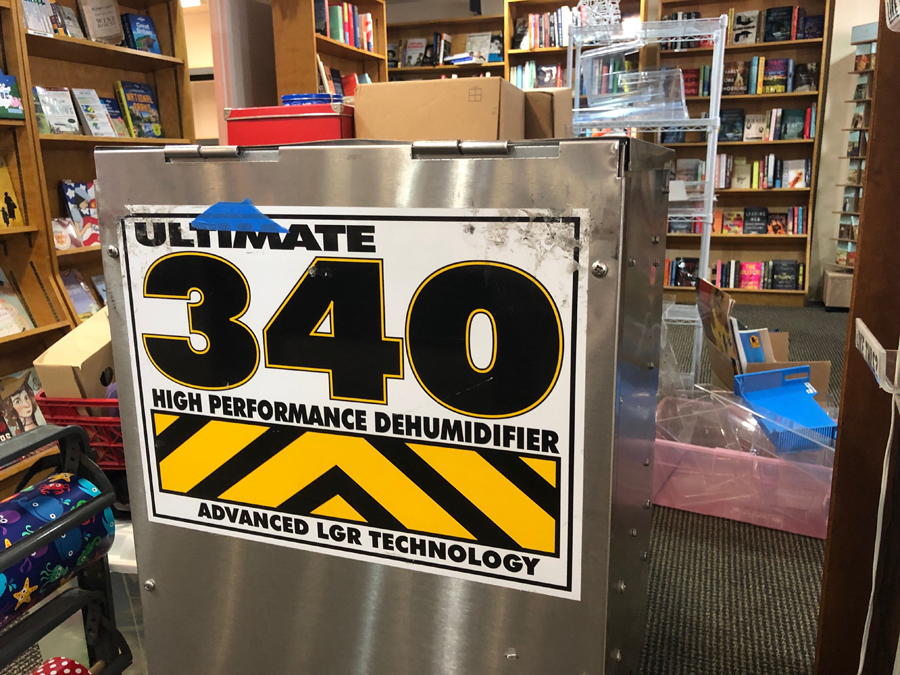 ULTIMATE
340
HIGH PERFORMANCE DEHUMIDIFIER
ADVANCED LGR TECHNOLOGY